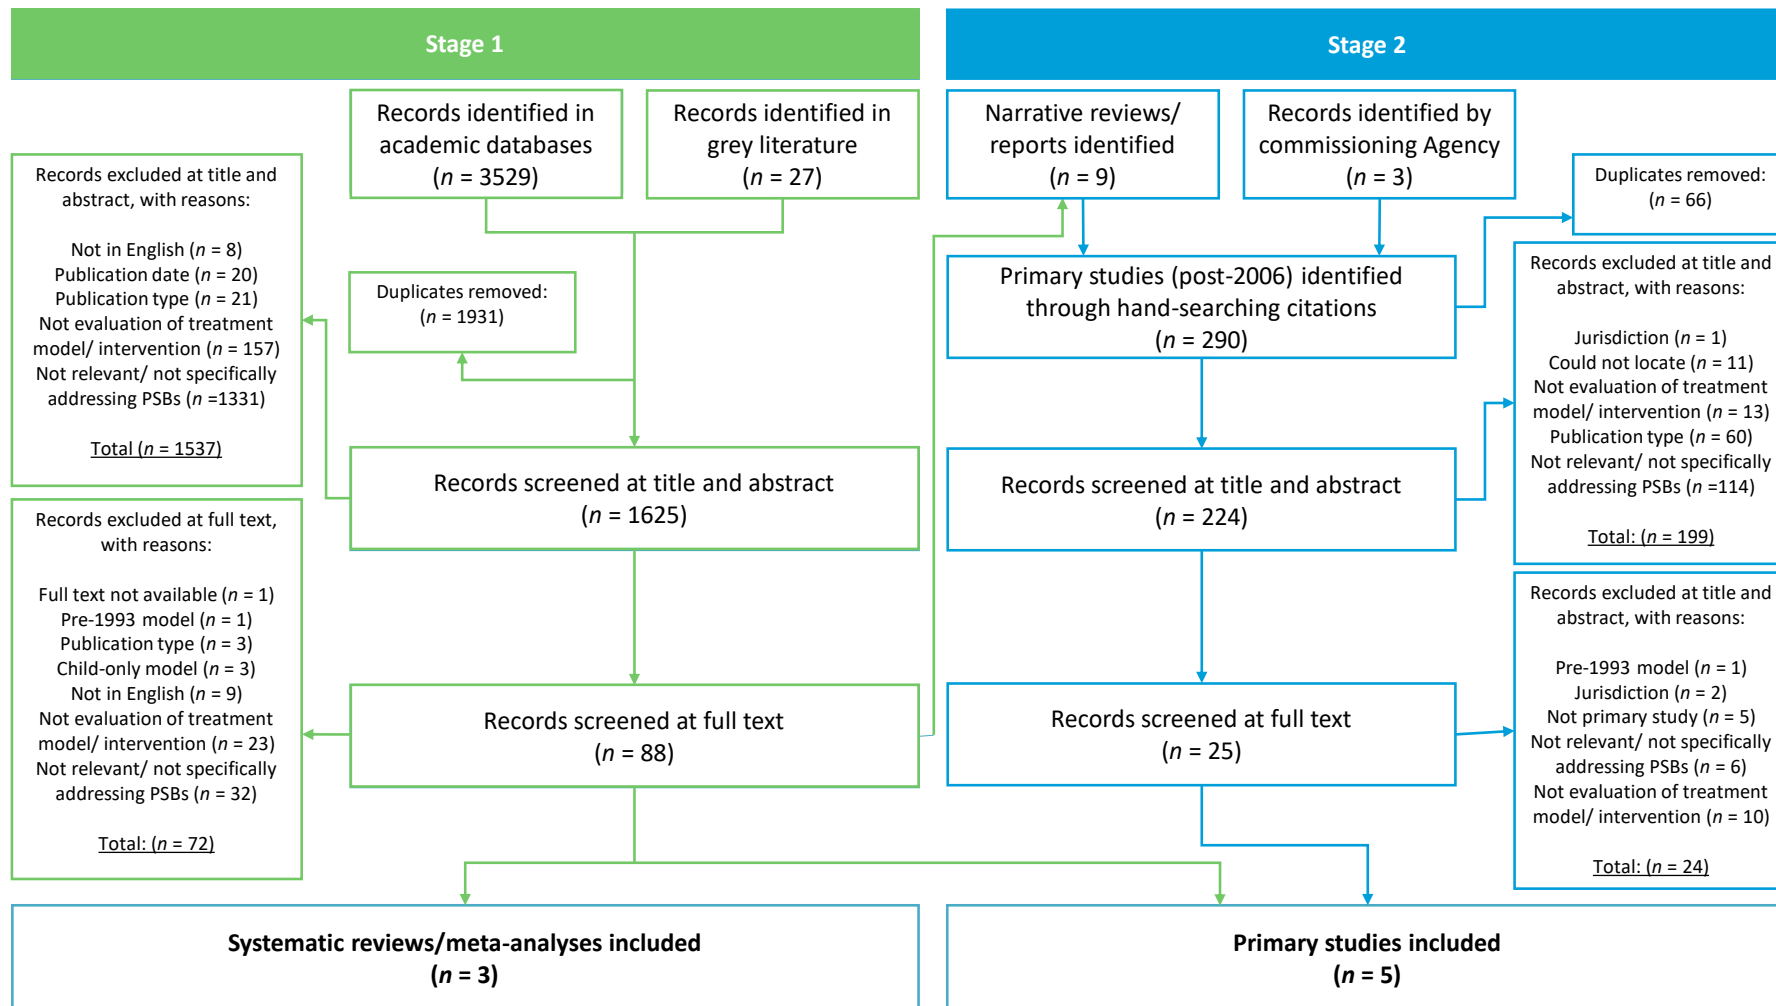 Stage 1
Stage 2
Records identified in
academic databases
(n = 3529)
Records identified in
grey literature
(n = 27)
Narrative reviews/
reports identified
(n = 9)
Records identified by
commissioning Agency
(n = 3)
Records excluded at title and
abstract, with reasons:
Not in English (n = 8)
Publication date (n = 20)
Publication type (n = 21)
Not evaluation of treatment
model/ intervention (n = 157)
Not relevant/ not specifically
addressing PSBs (n =1331)
Total (n = 1537)
Duplicates removed:
(n = 1931)
Primary studies (post-2006) identified
through hand-searching citations
(n = 290)
Duplicates removed:
(n = 66)
Records excluded at title and
abstract, with reasons:
Jurisdiction (n = 1)
Could not locate (n = 11)
Not evaluation of treatment
model/ intervention (n = 13)
Publication type (n = 60)
Not relevant/ not specifically
addressing PSBs (n =114)
Total: (n = 199)
Records screened at title and abstract
(n = 1625)
Records screened at title and abstract
(n = 224)
Records excluded at full text,
with reasons:
Full text not available (n = 1)
Pre-1993 model (n = 1)
Publication type (n = 3)
Child-only model (n = 3)
Not in English (n = 9)
Not evaluation of treatment
model/ intervention (n = 23)
Not relevant/ not specifically
addressing PSBs (n = 32)
Total: (n = 72)
Records screened at full text
(n = 88)
Records screened at full text
(n = 25)
Records excluded at title and
abstract, with reasons:
Pre-1993 model (n = 1)
Jurisdiction (n = 2)
Not primary study (n = 5)
Not relevant/ not specifically
addressing PSBs (n = 6)
Not evaluation of treatment
model/ intervention (n = 10)
Total: (n = 24)
Systematic reviews/meta-analyses included
(n = 3)
Primary studies included
(n = 5)